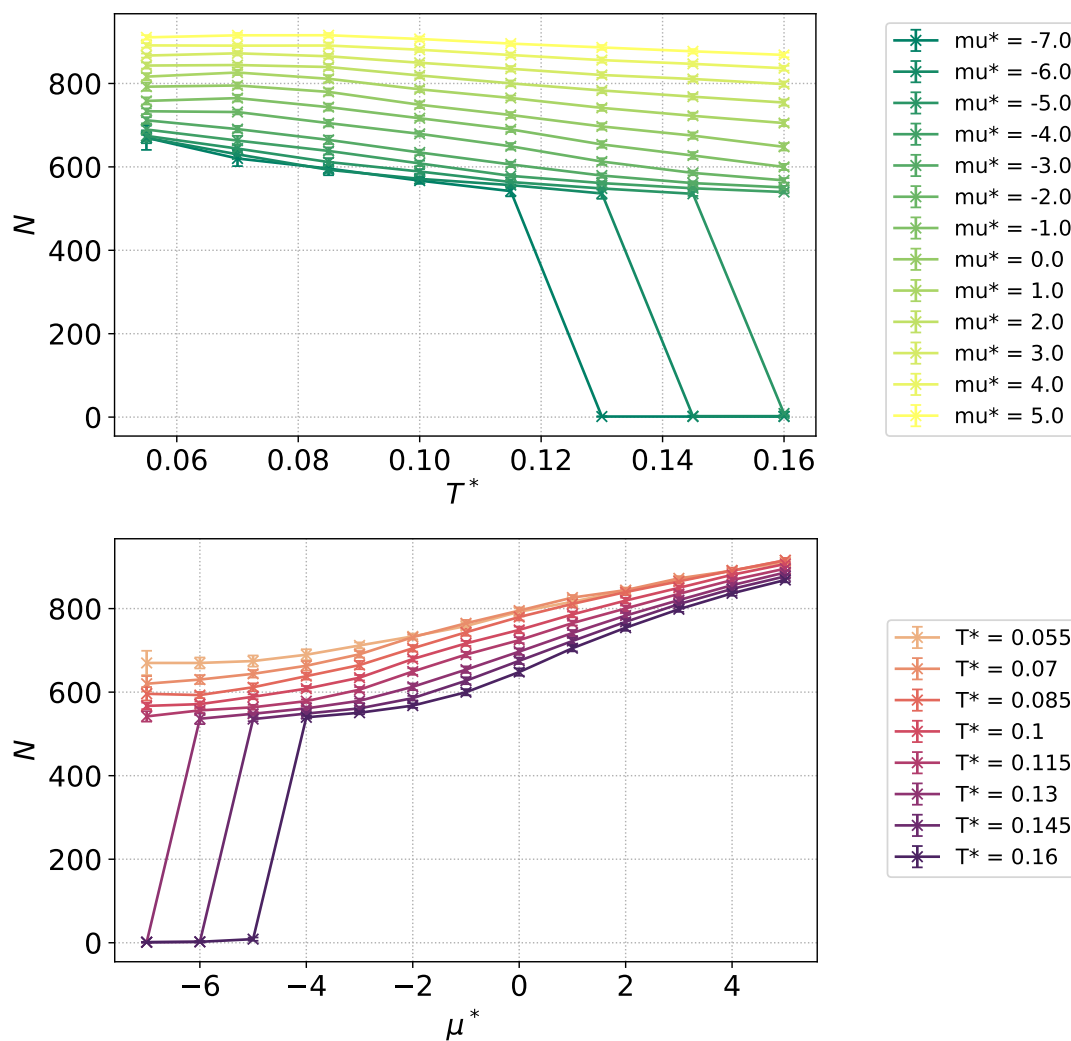 800
600
400
200
0
N
0.06 0.08 0.10 0.12 0.14 0.16
T*
mu* = -7.0
mu* = -6.0
mu* = -5.0
mu* = -4.0
mu* = -3.0
mu* = -2.0
mu* = -1.0
mu* = 0.0
mu* = 1.0
mu* = 2.0
mu* = 3.0
mu* = 4.0
mu* = 5.0
800
600
400
200
0
N
−6 −4 −2 0 2 4
μ*
T* = 0.055
T* = 0.07
T* = 0.085
T* = 0.1
T* = 0.115
T* = 0.13
T* = 0.145
T* = 0.16